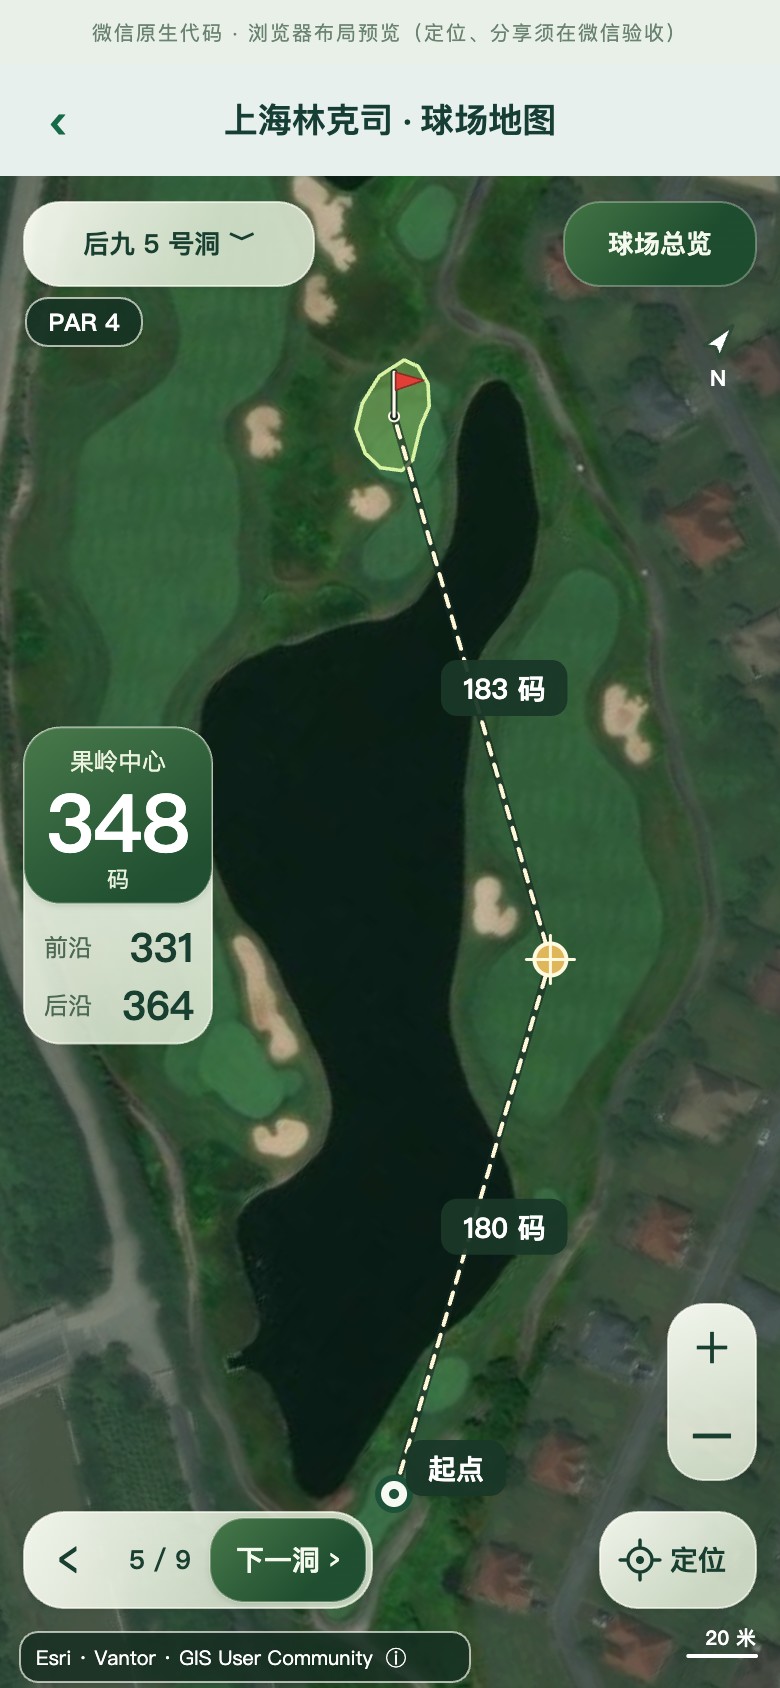 微信原生代码 · 浏览器布局预览（定位、分享须在微信验收）
‹ 上海林克司 · 球场地图
后九 5 号洞
球场总览
PAR 4
N
183 码
果岭中心
348
码
前沿 331
后沿 364
180 码
+
−
起点
< 5 / 9 下一洞 ›
定位
20 米
Esri · Vantor · GIS User Community ⓘ